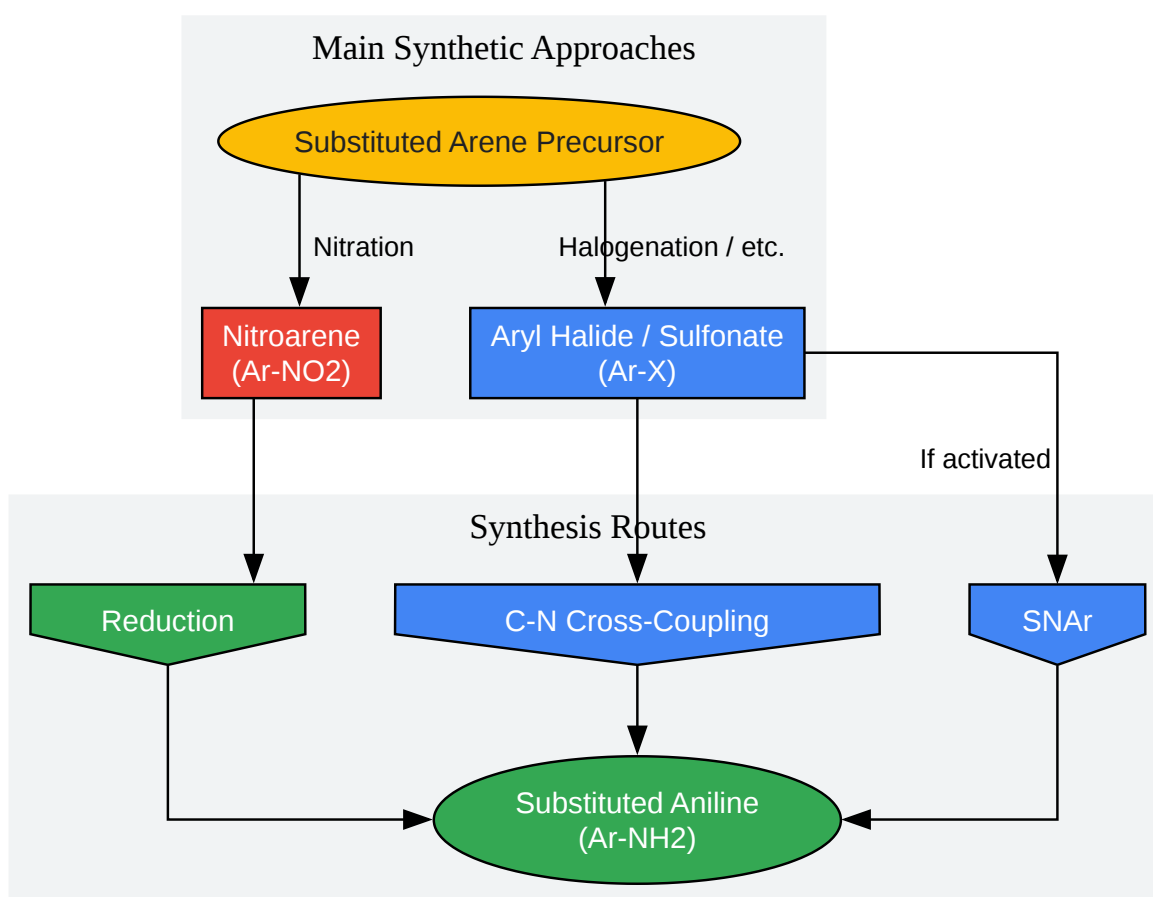 Main Synthetic Approaches
Substituted Arene Precursor
Nitration
Halogenation / etc.
Nitroarene
(Ar-NO2)
Aryl Halide / Sulfonate
(Ar-X)
If activated
Synthesis Routes
Reduction
C-N Cross-Coupling
SNAr
Substituted Aniline
(Ar-NH2)